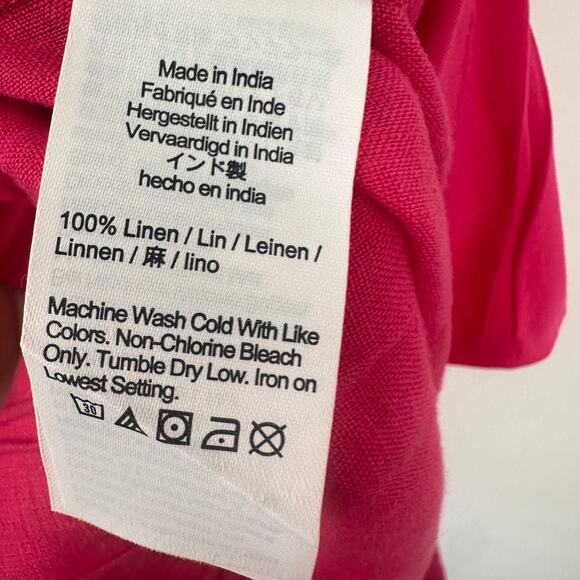 Made in India
Fabriqué en Inde
Hergestellt in Indien
Vervaardigd in India
インド製
hecho en india
100% Linen / Lin / Leinen /
Linnen / 麻 / lino
Machine Wash Cold With Like
Colors. Non-Chlorine Bleach
Only. Tumble Dry Low. Iron on
Lowest Setting.
30